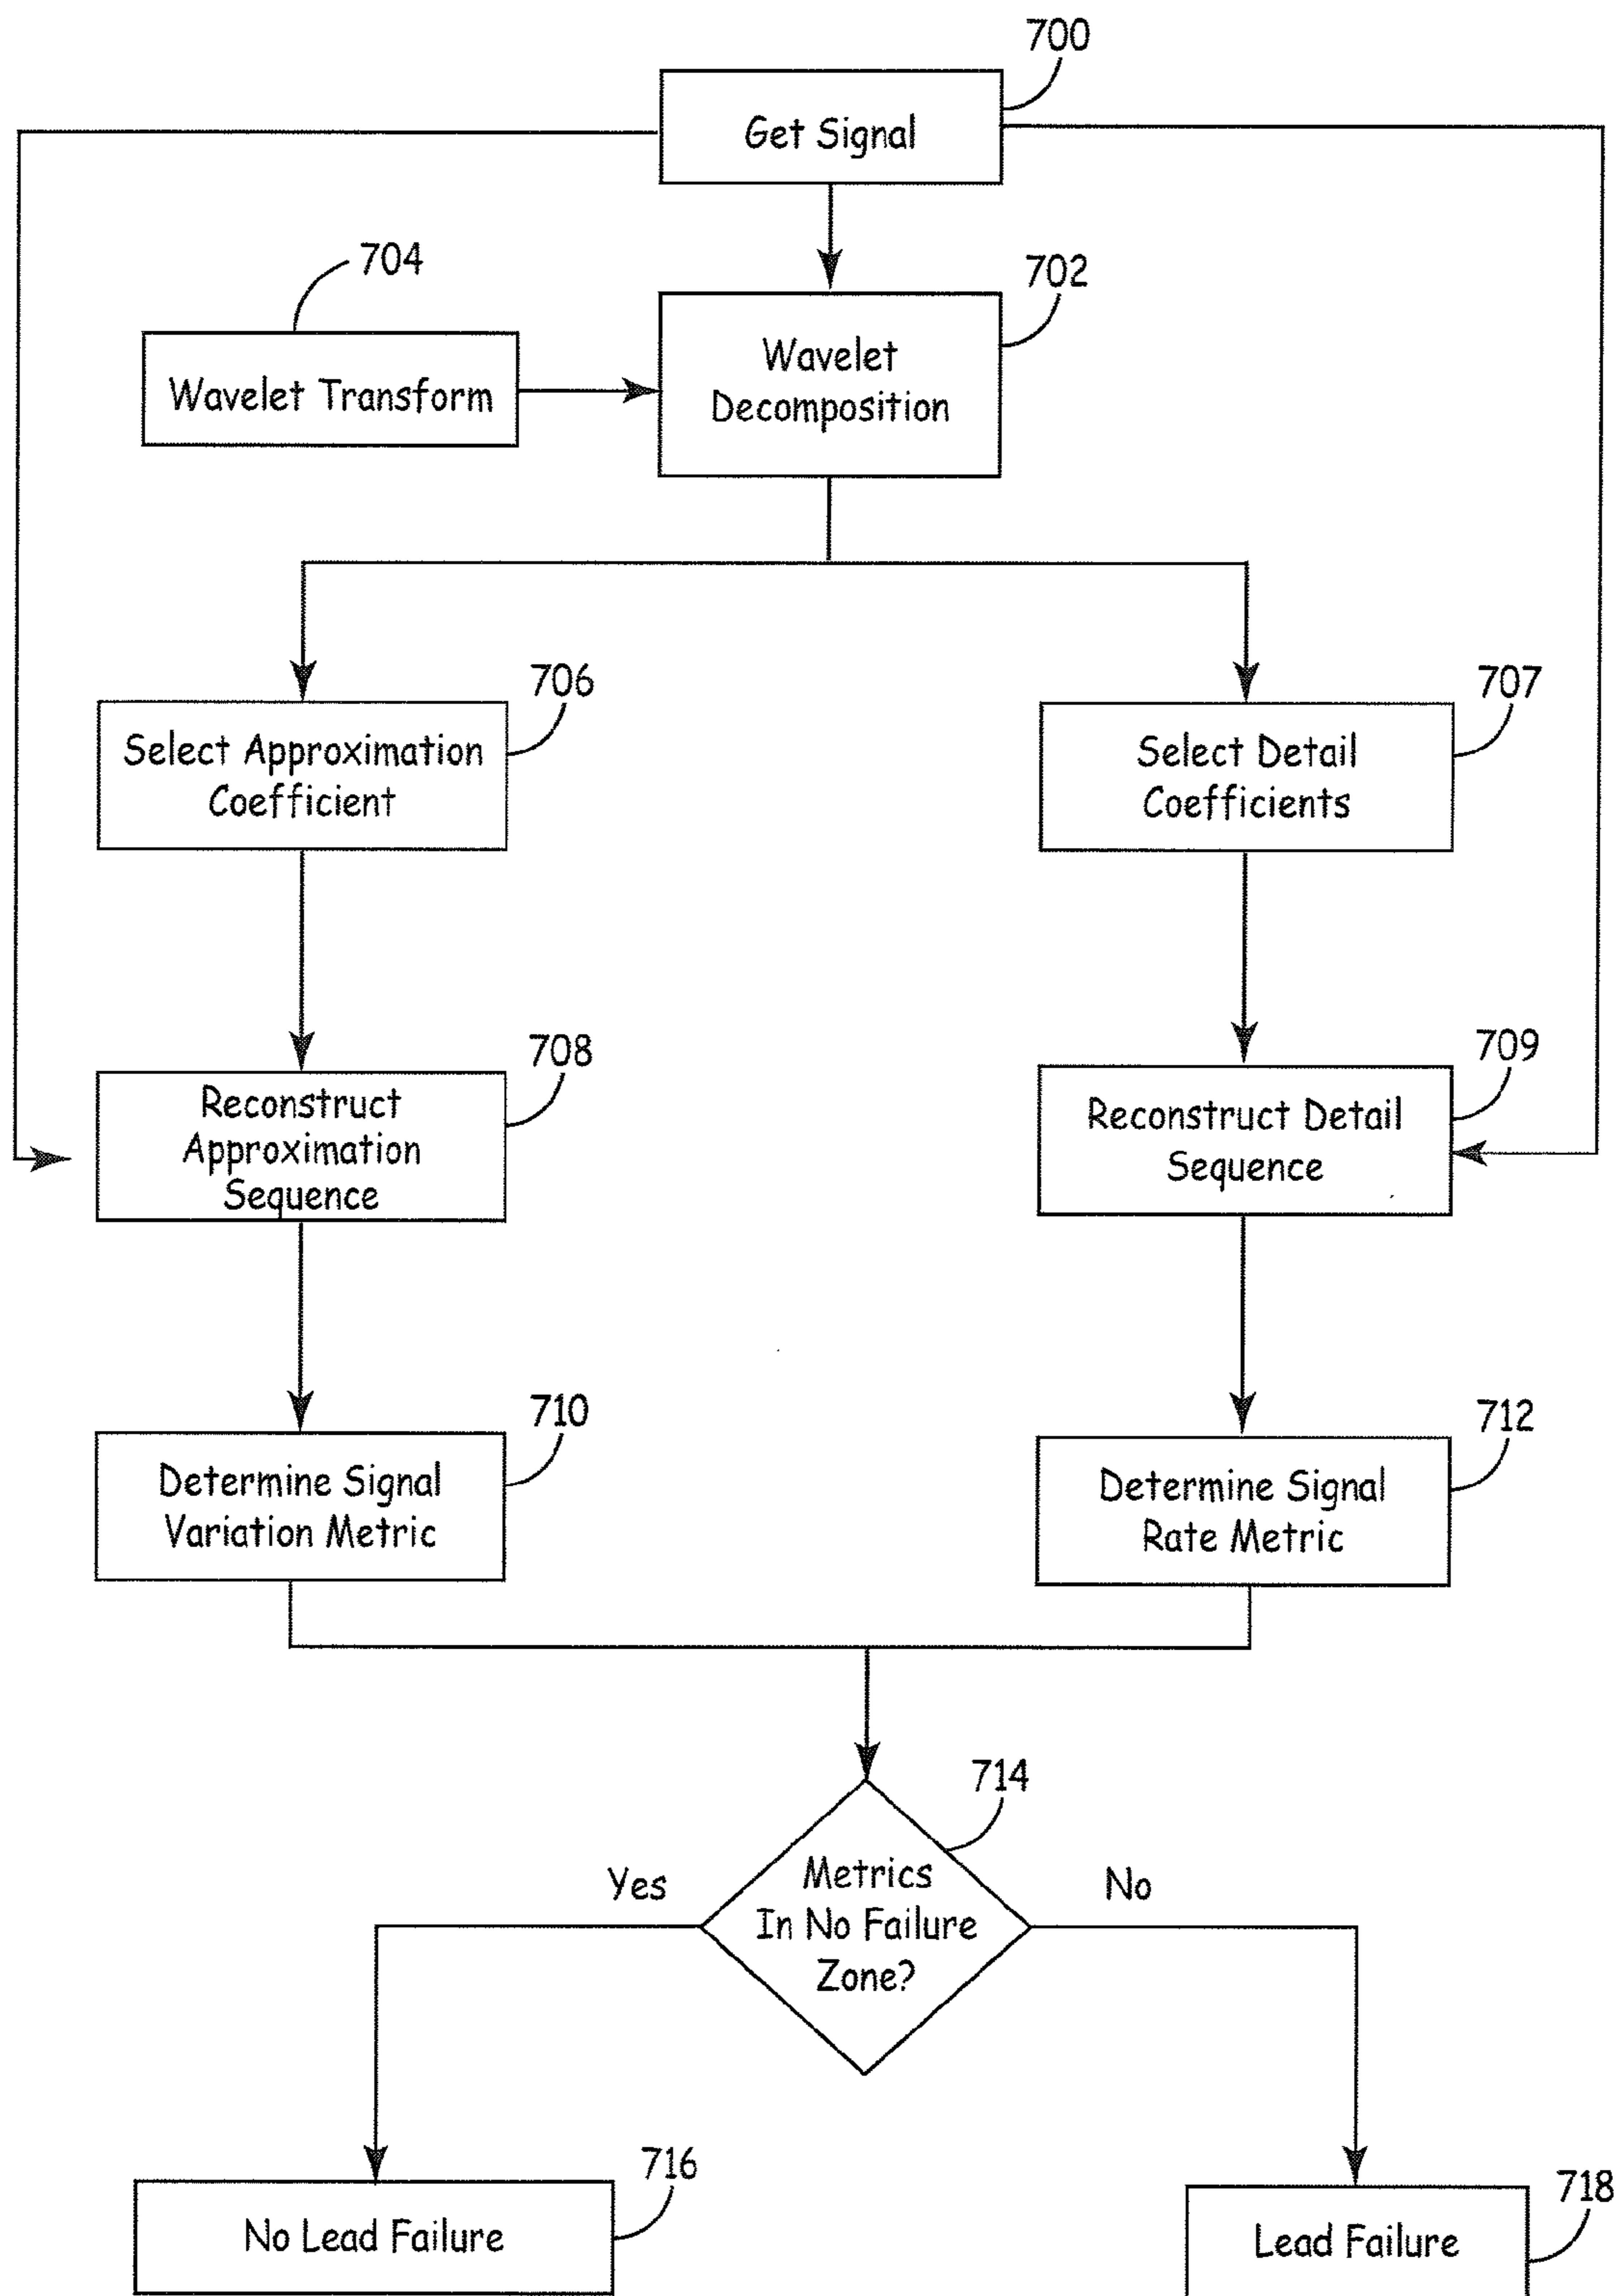 700
Get Signal
704
702
Wavelet Transform
Wavelet
Decomposition
706
707
Select Approximation
Coefficient
Select Detail
Coefficients
708
709
Reconstruct
Approximation
Sequence
Reconstruct Detail
Sequence
710
712
Determine Signal
Variation Metric
Determine Signal
Rate Metric
714
Yes
Metrics
In No Failure
Zone?
No
716
718
No Lead Failure
Lead Failure